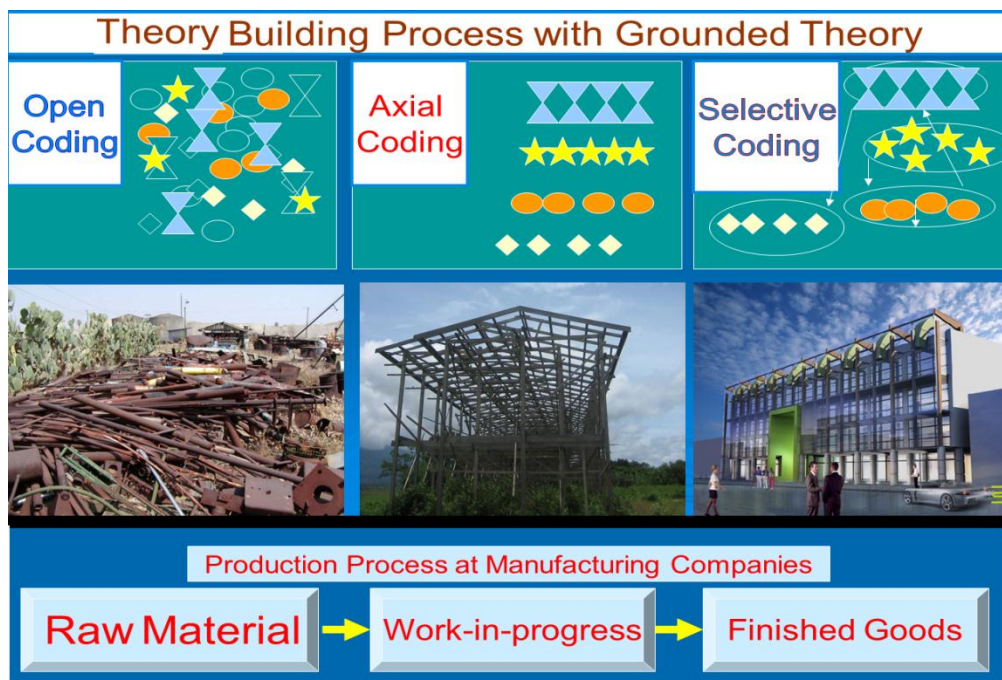 Theory Building Process with Grounded Theory
Open
Coding
Axial
Coding
Selective
Coding
Production Process at Manufacturing Companies
Raw Material
Work-in-progress
Finished Goods